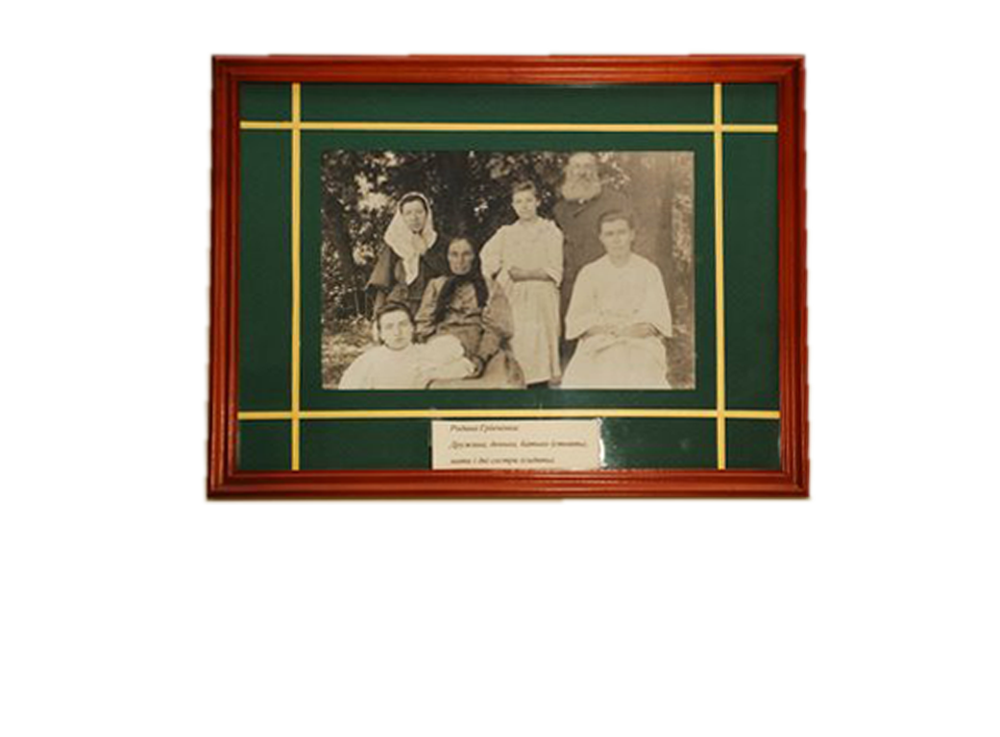 Родина Грінченка:
Дружина, донька, батько (стоять),
мати і дві сестри (сидять).